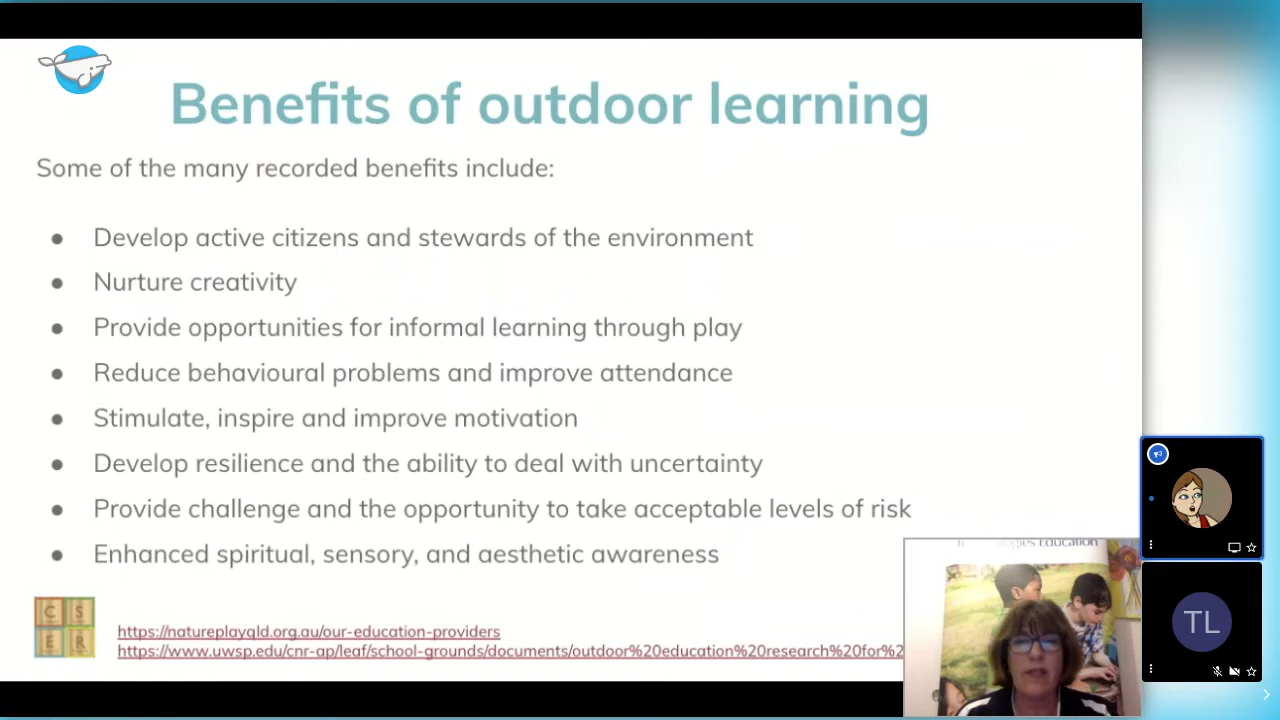 Benefits of outdoor learning
Some of the many recorded benefits include:
● Develop active citizens and stewards of the environment
● Nurture creativity
● Provide opportunities for informal learning through play
● Reduce behavioural problems and improve attendance
● Stimulate, inspire and improve motivation
● Develop resilience and the ability to deal with uncertainty
● Provide challenge and the opportunity to take acceptable levels of risk
● Enhanced spiritual, sensory, and aesthetic awareness
C S
E R
https://natureplayqld.org.au/our-education-providers
https://www.uwsp.edu/cnr-ap/leaf/school-grounds/documents/outdoor%20education%20research%20for%2
Education
TL